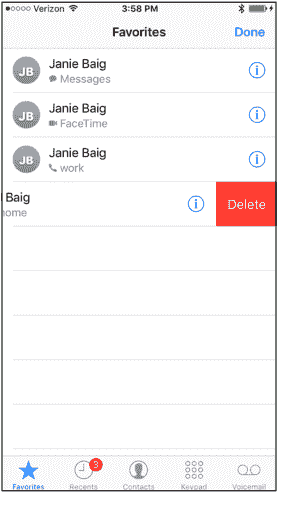 Verizon 3:58 PM
Favorites Done
JB Janie Baig
Messages
JB Janie Baig
FaceTime
JB Janie Baig
work
Baig
home Delete
3
Favorites Recents Contacts Keypad Voicemail